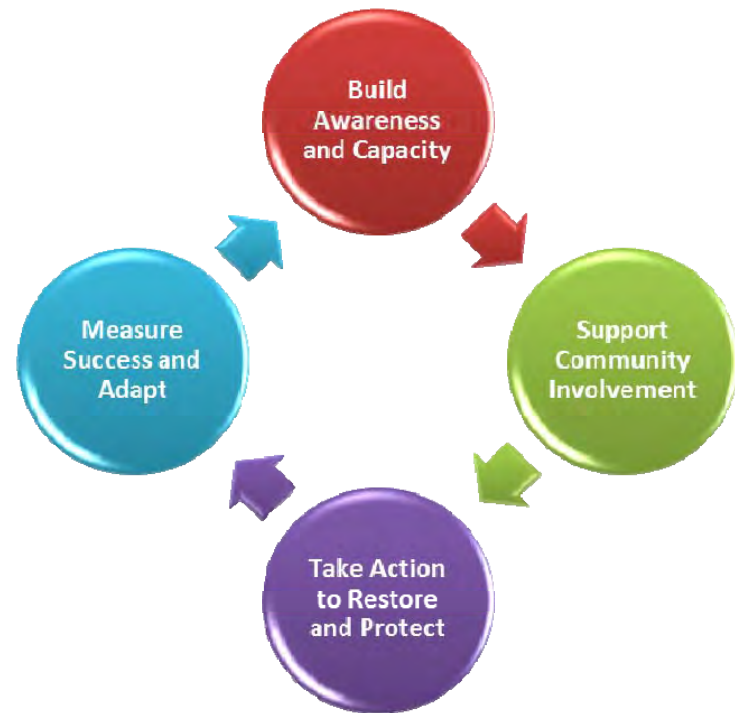 Build
Awareness
and Capacity
Support
Community
Involvement
Take Action
to Restore
and Protect
Measure
Success and
Adapt